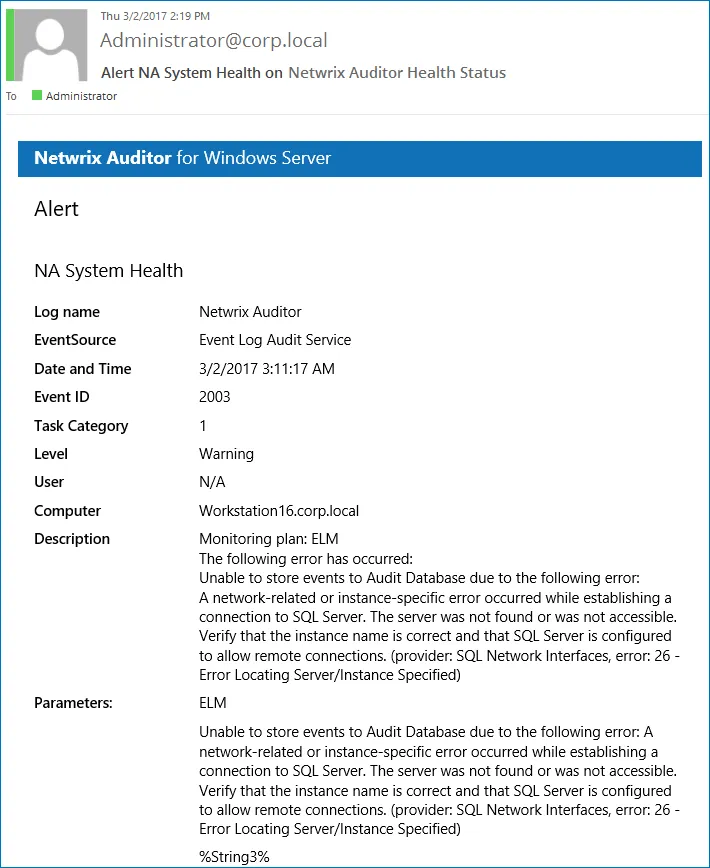 Thu 3/2/2017 2:19 PM
Administrator@corp.local
Alert NA System Health on Netwrix Auditor Health Status
To Administrator
Netwrix Auditor for Windows Server
Alert
NA System Health
Log name Netwrix Auditor
EventSource Event Log Audit Service
Date and Time 3/2/2017 3:11:17 AM
Event ID 2003
Task Category 1
Level Warning
User N/A
Computer Workstation16.corp.local
Description Monitoring plan: ELM
The following error has occurred:
Unable to store events to Audit Database due to the following error:
A network-related or instance-specific error occurred while establishing a
connection to SQL Server. The server was not found or was not accessible.
Verify that the instance name is correct and that SQL Server is configured
to allow remote connections. (provider: SQL Network Interfaces, error: 26 -
Error Locating Server/Instance Specified)
Parameters: ELM
Unable to store events to Audit Database due to the following error: A
network-related or instance-specific error occurred while establishing a
connection to SQL Server. The server was not found or was not accessible.
Verify that the instance name is correct and that SQL Server is configured
to allow remote connections. (provider: SQL Network Interfaces, error: 26 -
Error Locating Server/Instance Specified)
%String3%